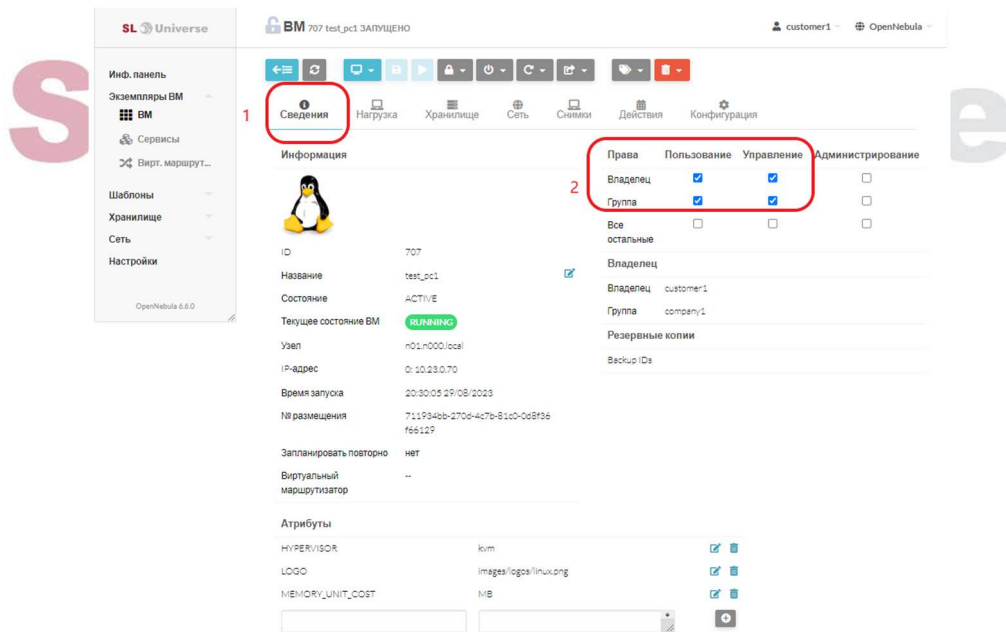 SL Universe
ВМ 707 test_pc1 ЗАПУЩЕНО
customer1
OpenNebula
Инф. панель
Экземпляры ВМ
ВМ
Сервисы
Вирт. маршрут...
Шаблоны
Хранилище
Сеть
Настройки
OpenNebula 6.6.0
1
Сведения
Нагрузка
Хранилище
Сеть
Снимки
Действия
Конфигурация
Информация
ID 707
Название test_pc1
Состояние ACTIVE
Текущее состояние ВМ RUNNING
Узел n01.n000.local
IP-адрес 0: 10.23.0.70
Время запуска 20:30:05 29/08/2023
№ размещения 711934bb-270d-4c7b-81c0-0d8f36
f66129
Запланировать повторно нет
Виртуальный
маршрутизатор --
2
Права Пользование Управление Администрирование
Владелец
Группа
Все
остальные
Владелец
Владелец customer1
Группа company1
Резервные копии
Backup IDs
Атрибуты
HYPERVISOR kvm
LOGO images/logos/linux.png
MEMORY_UNIT_COST MB
S
e